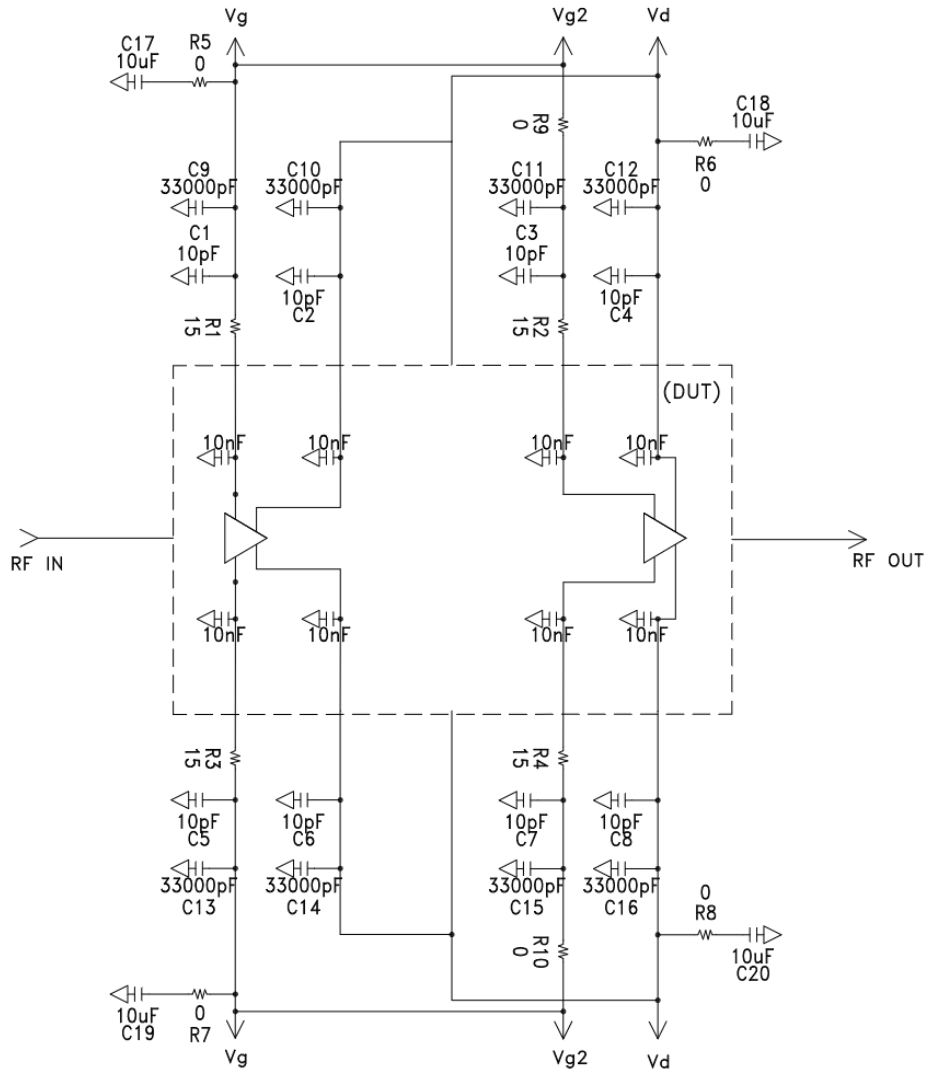 Vg
Vg2
Vd
C17
10uF
R5
0
C18
10uF
R9
0
R6
0
C9
33000pF
C10
33000pF
C11
33000pF
C12
33000pF
C1
10pF
10pF
C2
C3
10pF
10pF
C4
R1
15
R2
15
(DUT)
10nF
10nF
10nF
10nF
RF IN
RF OUT
10nF
10nF
10nF
10nF
R3
15
R4
15
10pF
C5
10pF
C6
10pF
C7
10pF
C8
33000pF
C13
33000pF
C14
33000pF
C15
33000pF
C16
0
R8
R10
0
10uF
C20
10uF
C19
0
R7
Vg
Vg2
Vd